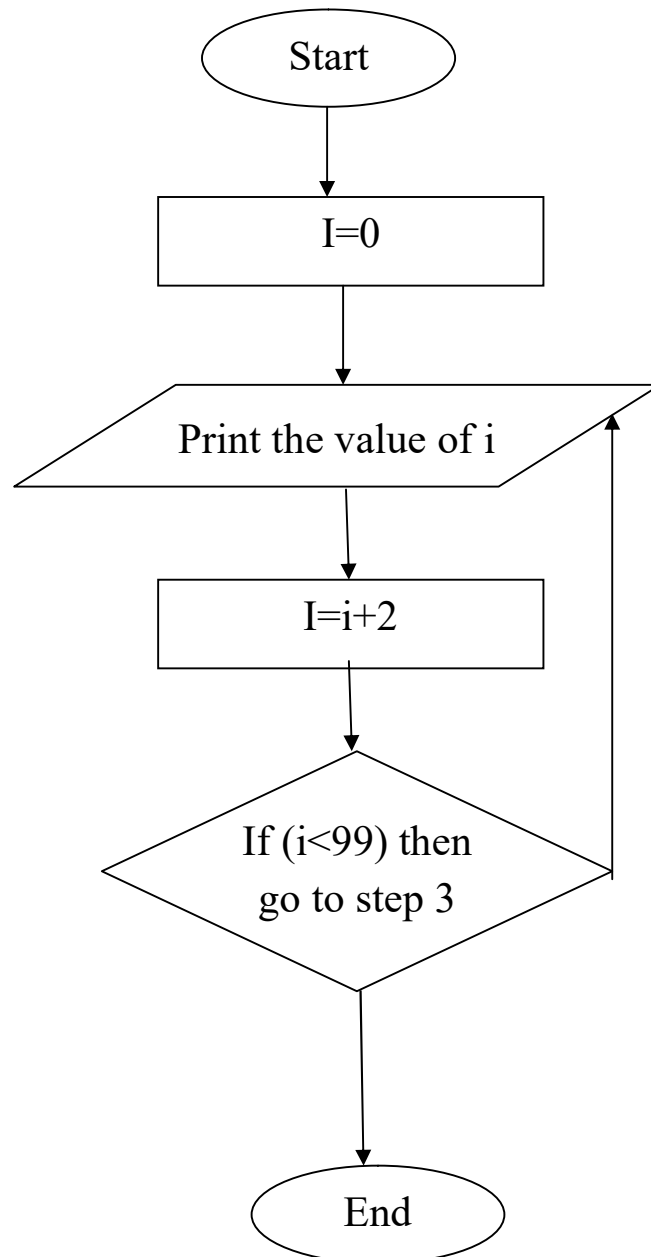 Start
I=0
Print the value of i
I=i+2
If (i<99) then
go to step 3
End